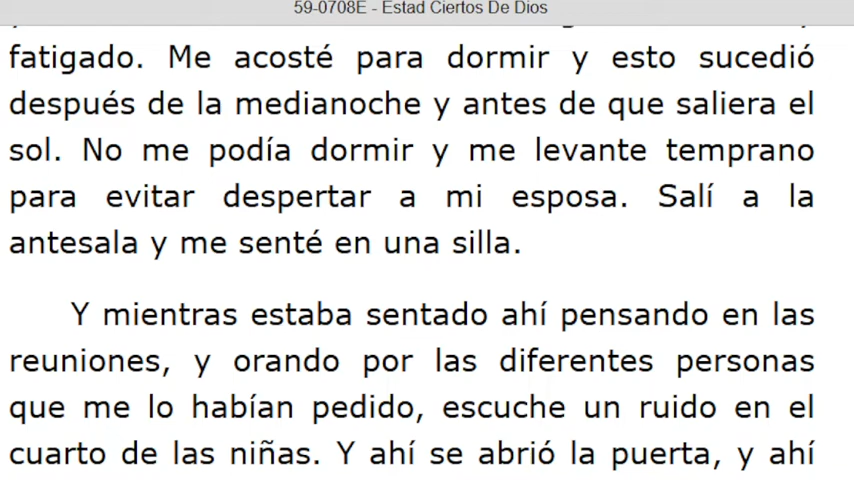 59-0708E - Estad Ciertos De Dios
fatigado. Me acosté para dormir y esto sucedió
después de la medianoche y antes de que saliera el
sol. No me podía dormir y me levante temprano
para evitar despertar a mi esposa. Salí a la
antesala y me senté en una silla.
Y mientras estaba sentado ahí pensando en las
reuniones, y orando por las diferentes personas
que me lo habían pedido, escuche un ruido en el
cuarto de las niñas. Y ahí se abrió la puerta, y ahí